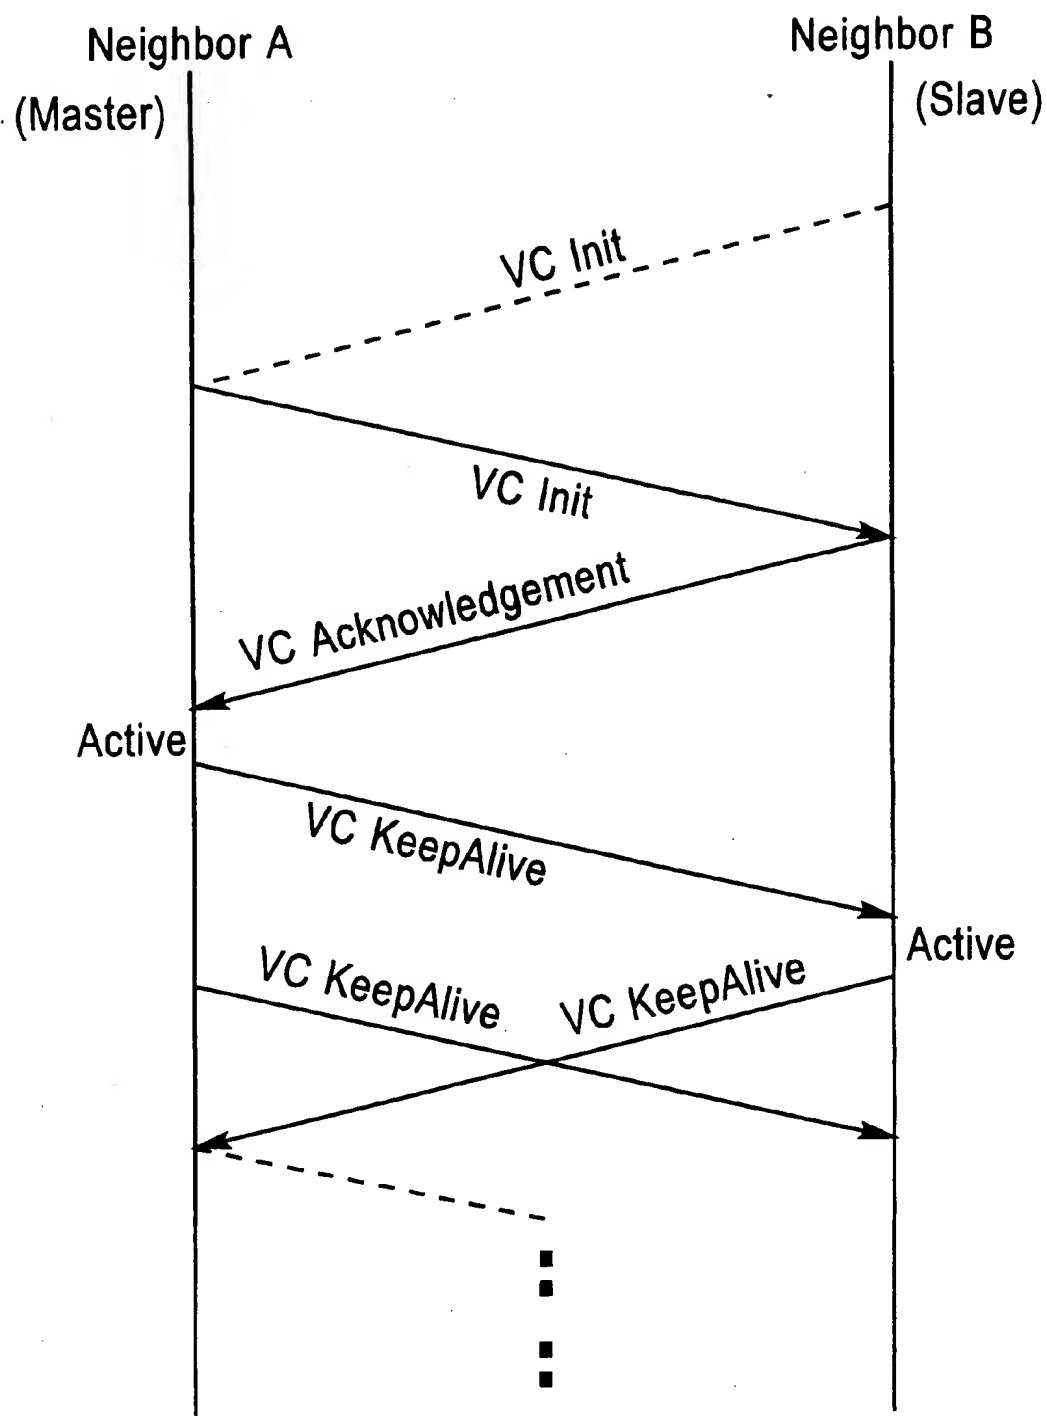 Neighbor A
Neighbor B
(Master)
(Slave)
VC Init
VC Init
VC Acknowledgement
Active
VC KeepAlive
Active
VC KeepAlive
VC KeepAlive